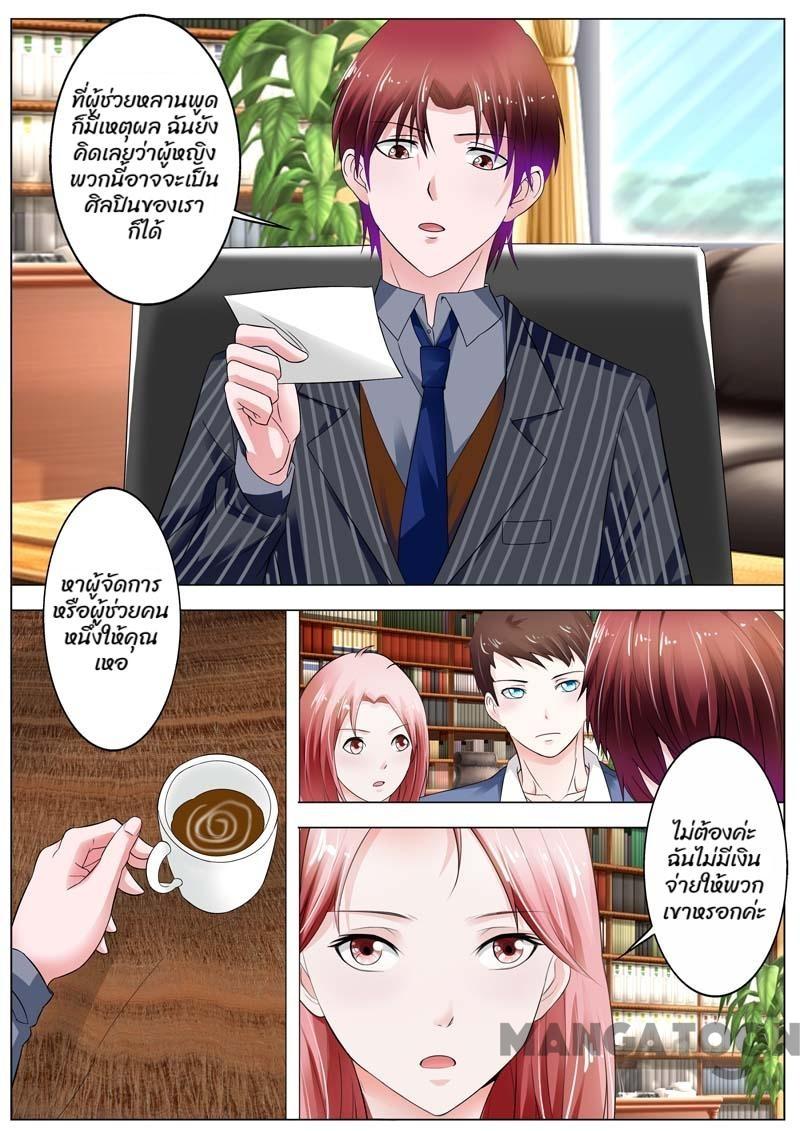 ที่ผู้ช่วยหลานพูด
ก็มีเหตุผล ฉันยัง
คิดเลยว่าผู้หญิง
พวกนี้อาจจะเป็น
ศิลปินของเรา
ก็ได้
หาผู้จัดการ
หรือผู้ช่วยคน
หนึ่งให้คุณ
เหอ
ไม่ต้องค่ะ
ฉันไม่มีเงิน
จ่ายให้พวก
เขาหรอกค่ะ
MANGATOON